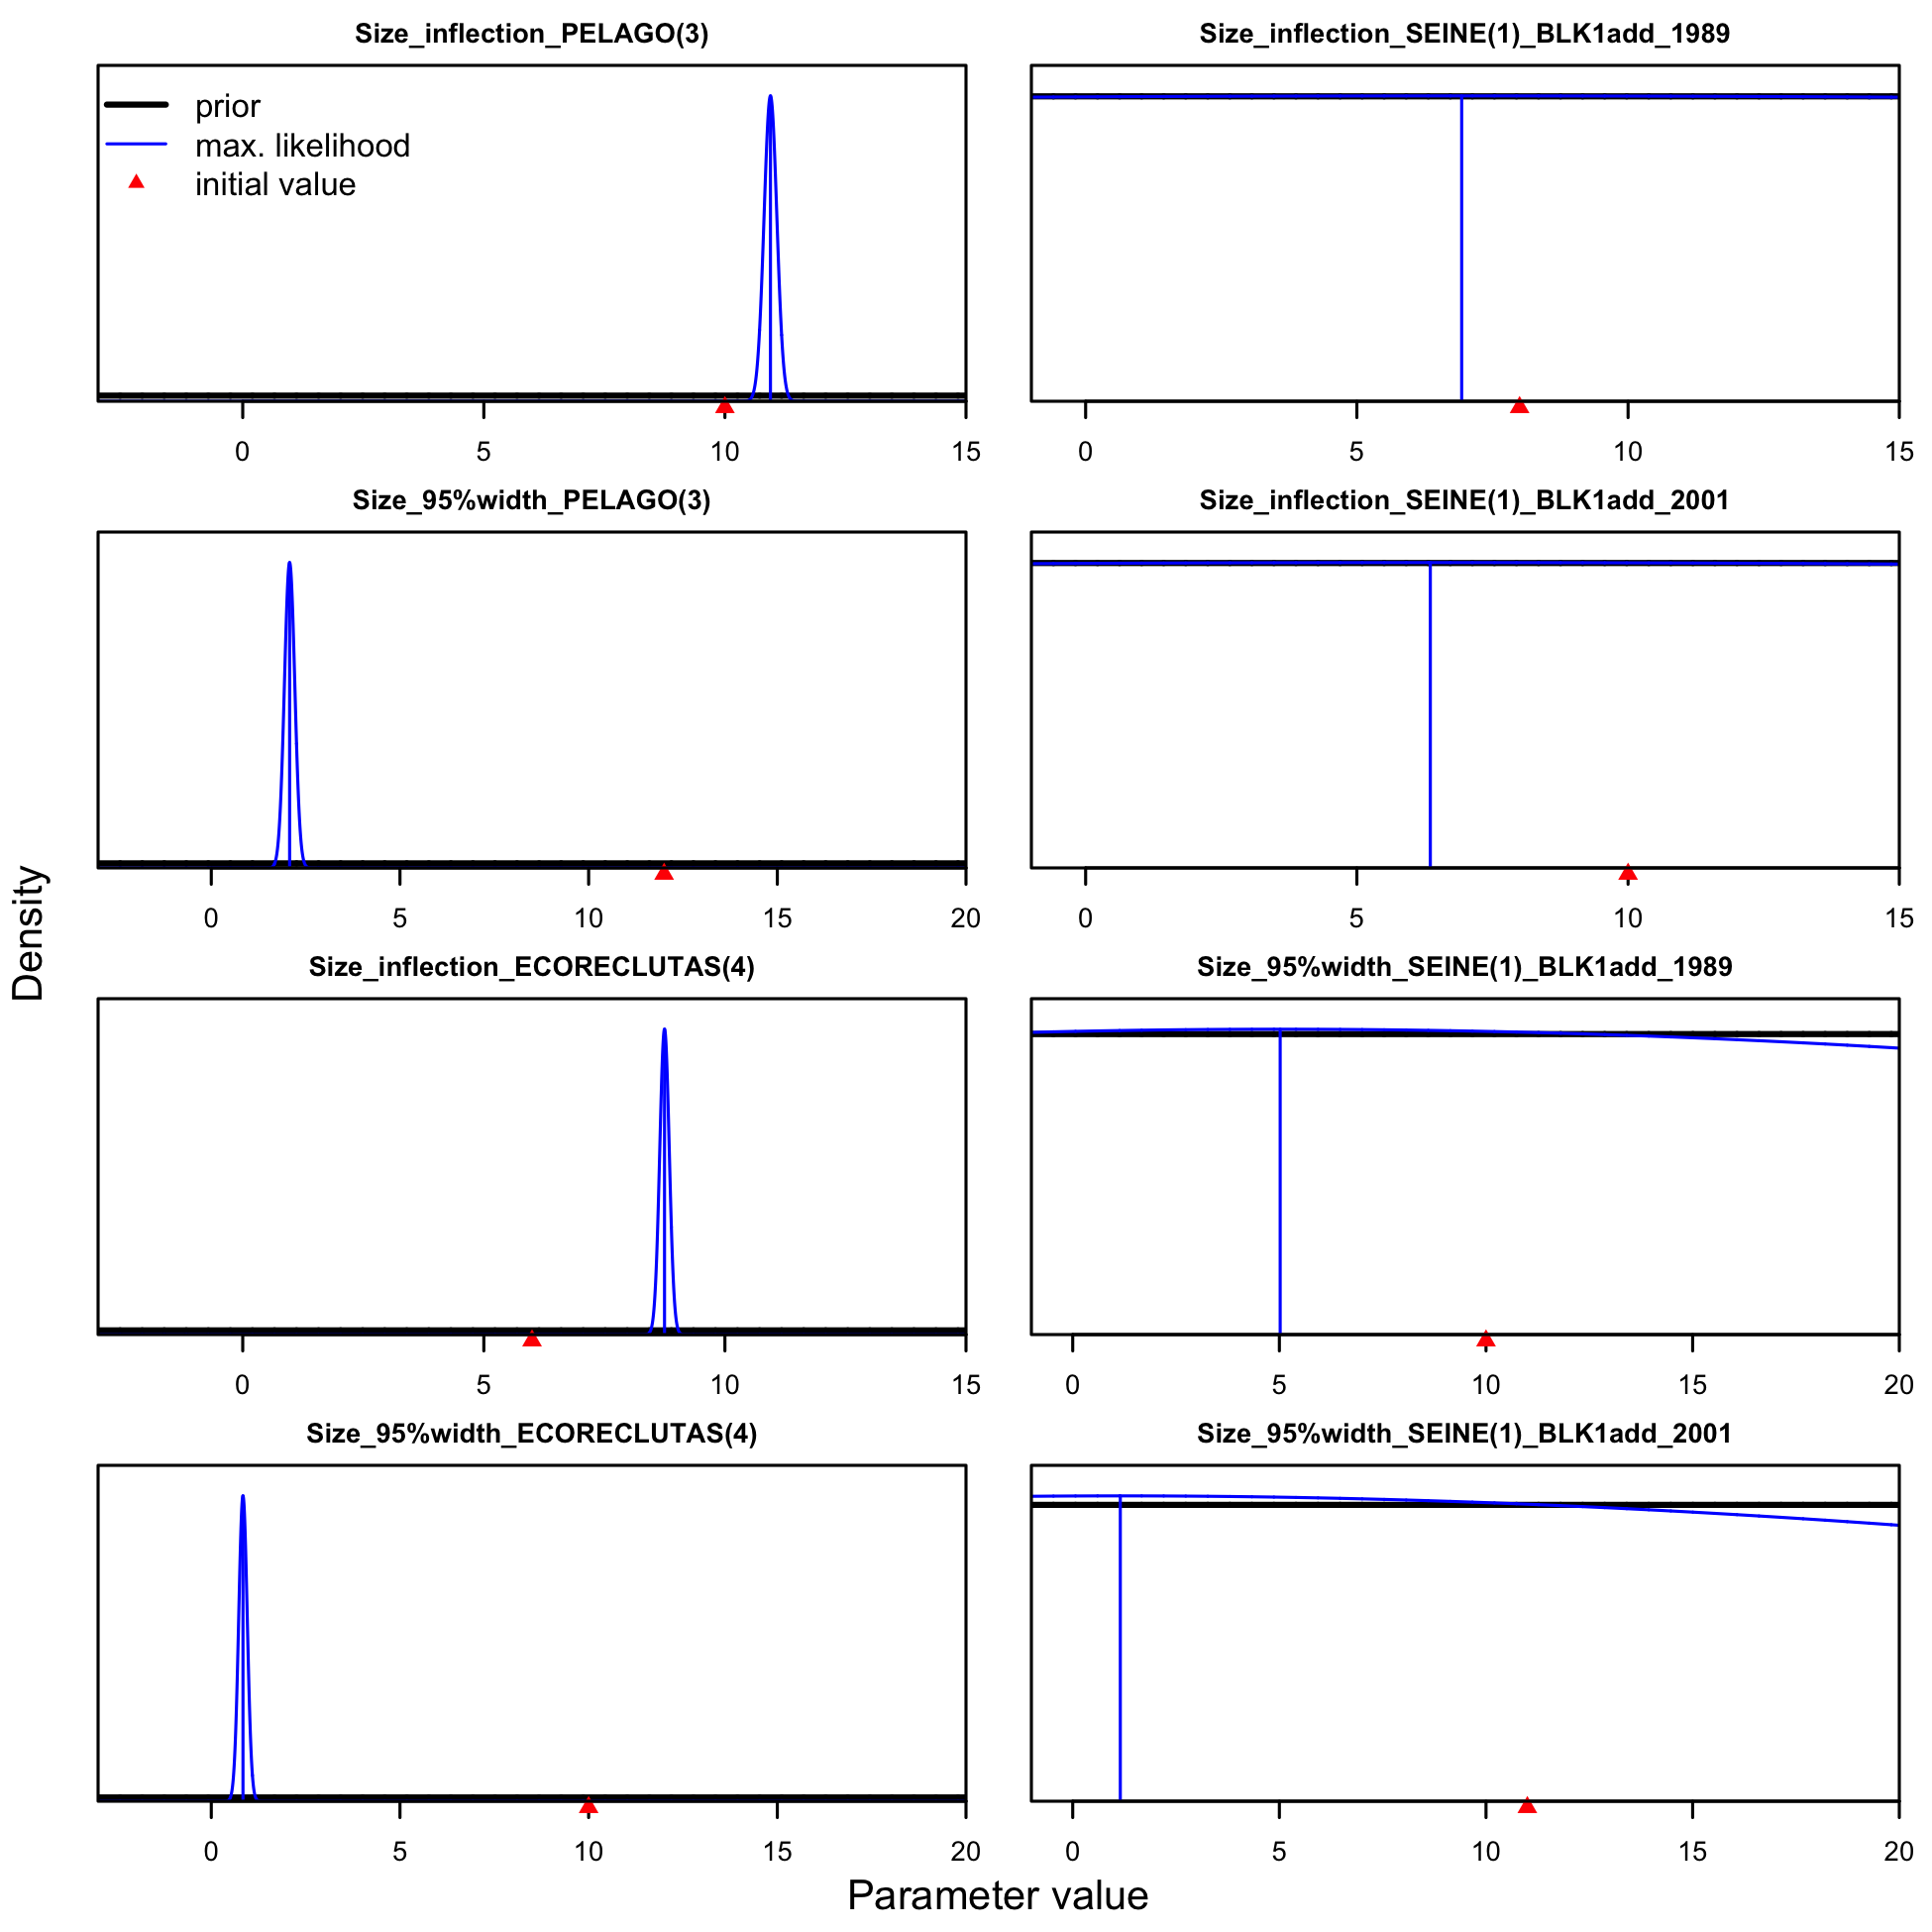 Size_inflection_PELAGO(3)
prior
max. likelihood
initial value
0 5 10 15
Size_inflection_SEINE(1)_BLK1add_1989
0 5 10 15
Size_95%width_PELAGO(3)
0 5 10 15 20
Size_inflection_SEINE(1)_BLK1add_2001
0 5 10 15
Size_inflection_ECORECLUTAS(4)
0 5 10 15
Size_95%width_SEINE(1)_BLK1add_1989
0 5 10 15 20
Size_95%width_ECORECLUTAS(4)
0 5 10 15 20
Size_95%width_SEINE(1)_BLK1add_2001
0 5 10 15 20
Density
Parameter value